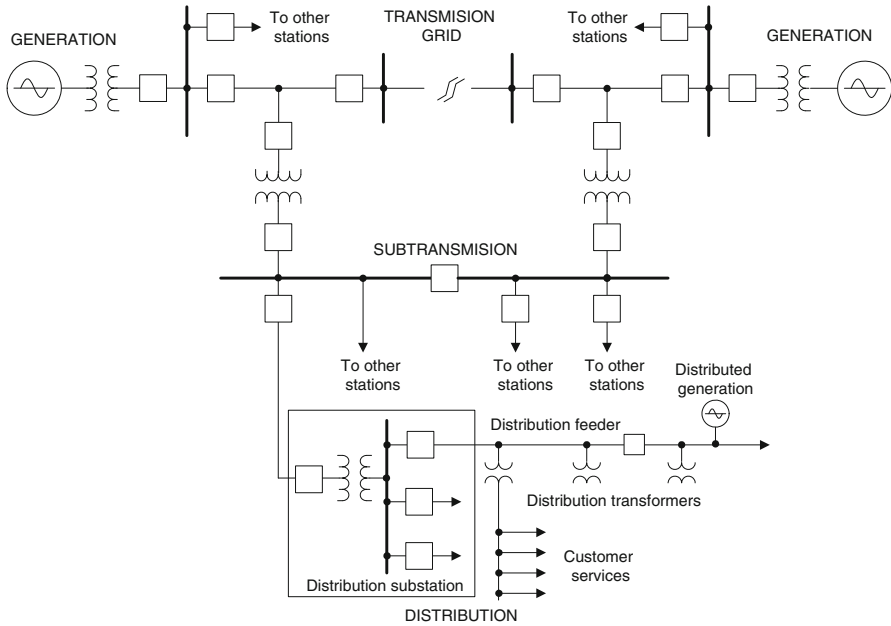 To other
stations
TRANSMISION
GRID
To other
stations
GENERATION
GENERATION
SUBTRANSMISION
To other
stations
To other
stations
To other
stations
Distributed
generation
Distribution feeder
Distribution transformers
Customer
services
Distribution substation
DISTRIBUTION